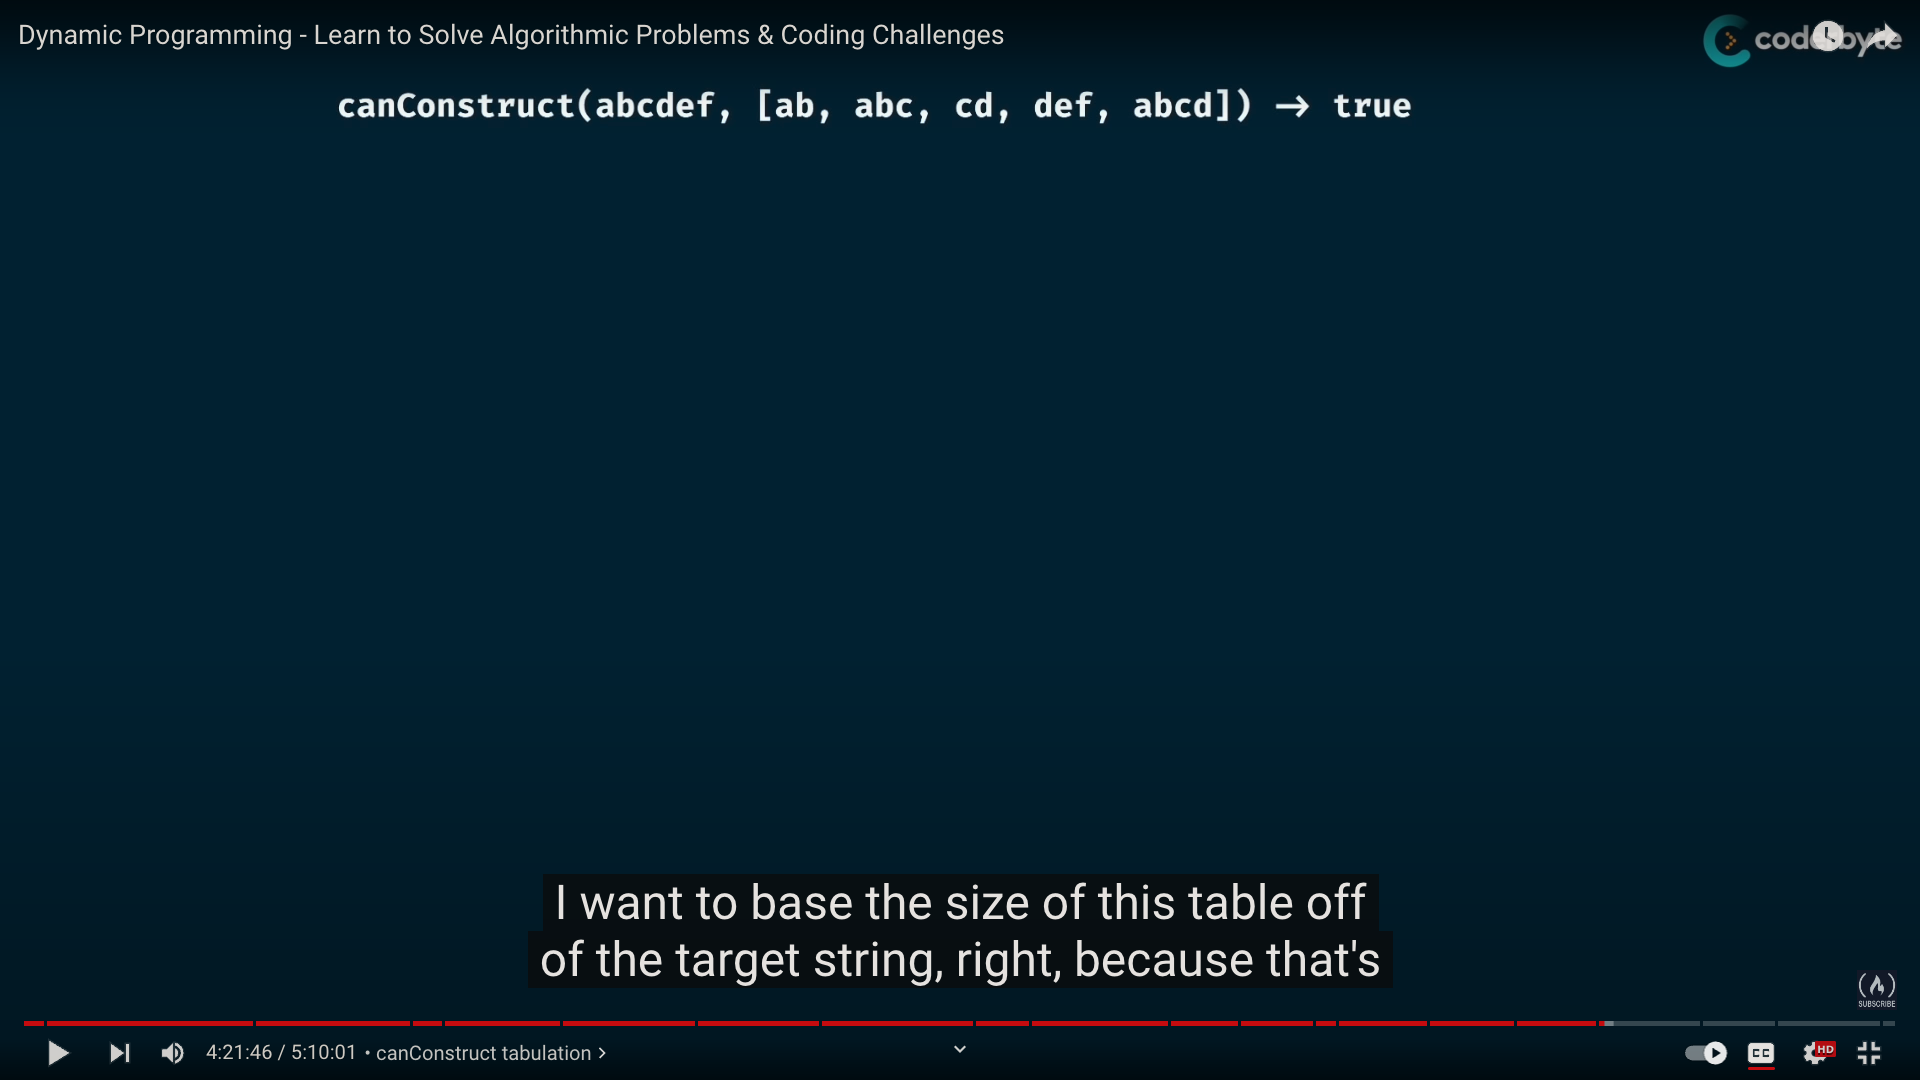 Dynamic Programming - Learn to Solve Algorithmic Problems & Coding Challenges
coderbyte
canConstruct(abcdef, [ab, abc, cd, def, abcd]) → true
I want to base the size of this table off
of the target string, right, because that's
SUBSCRIBE
4:21:46 / 5:10:01 • canConstruct tabulation >
CC
HD